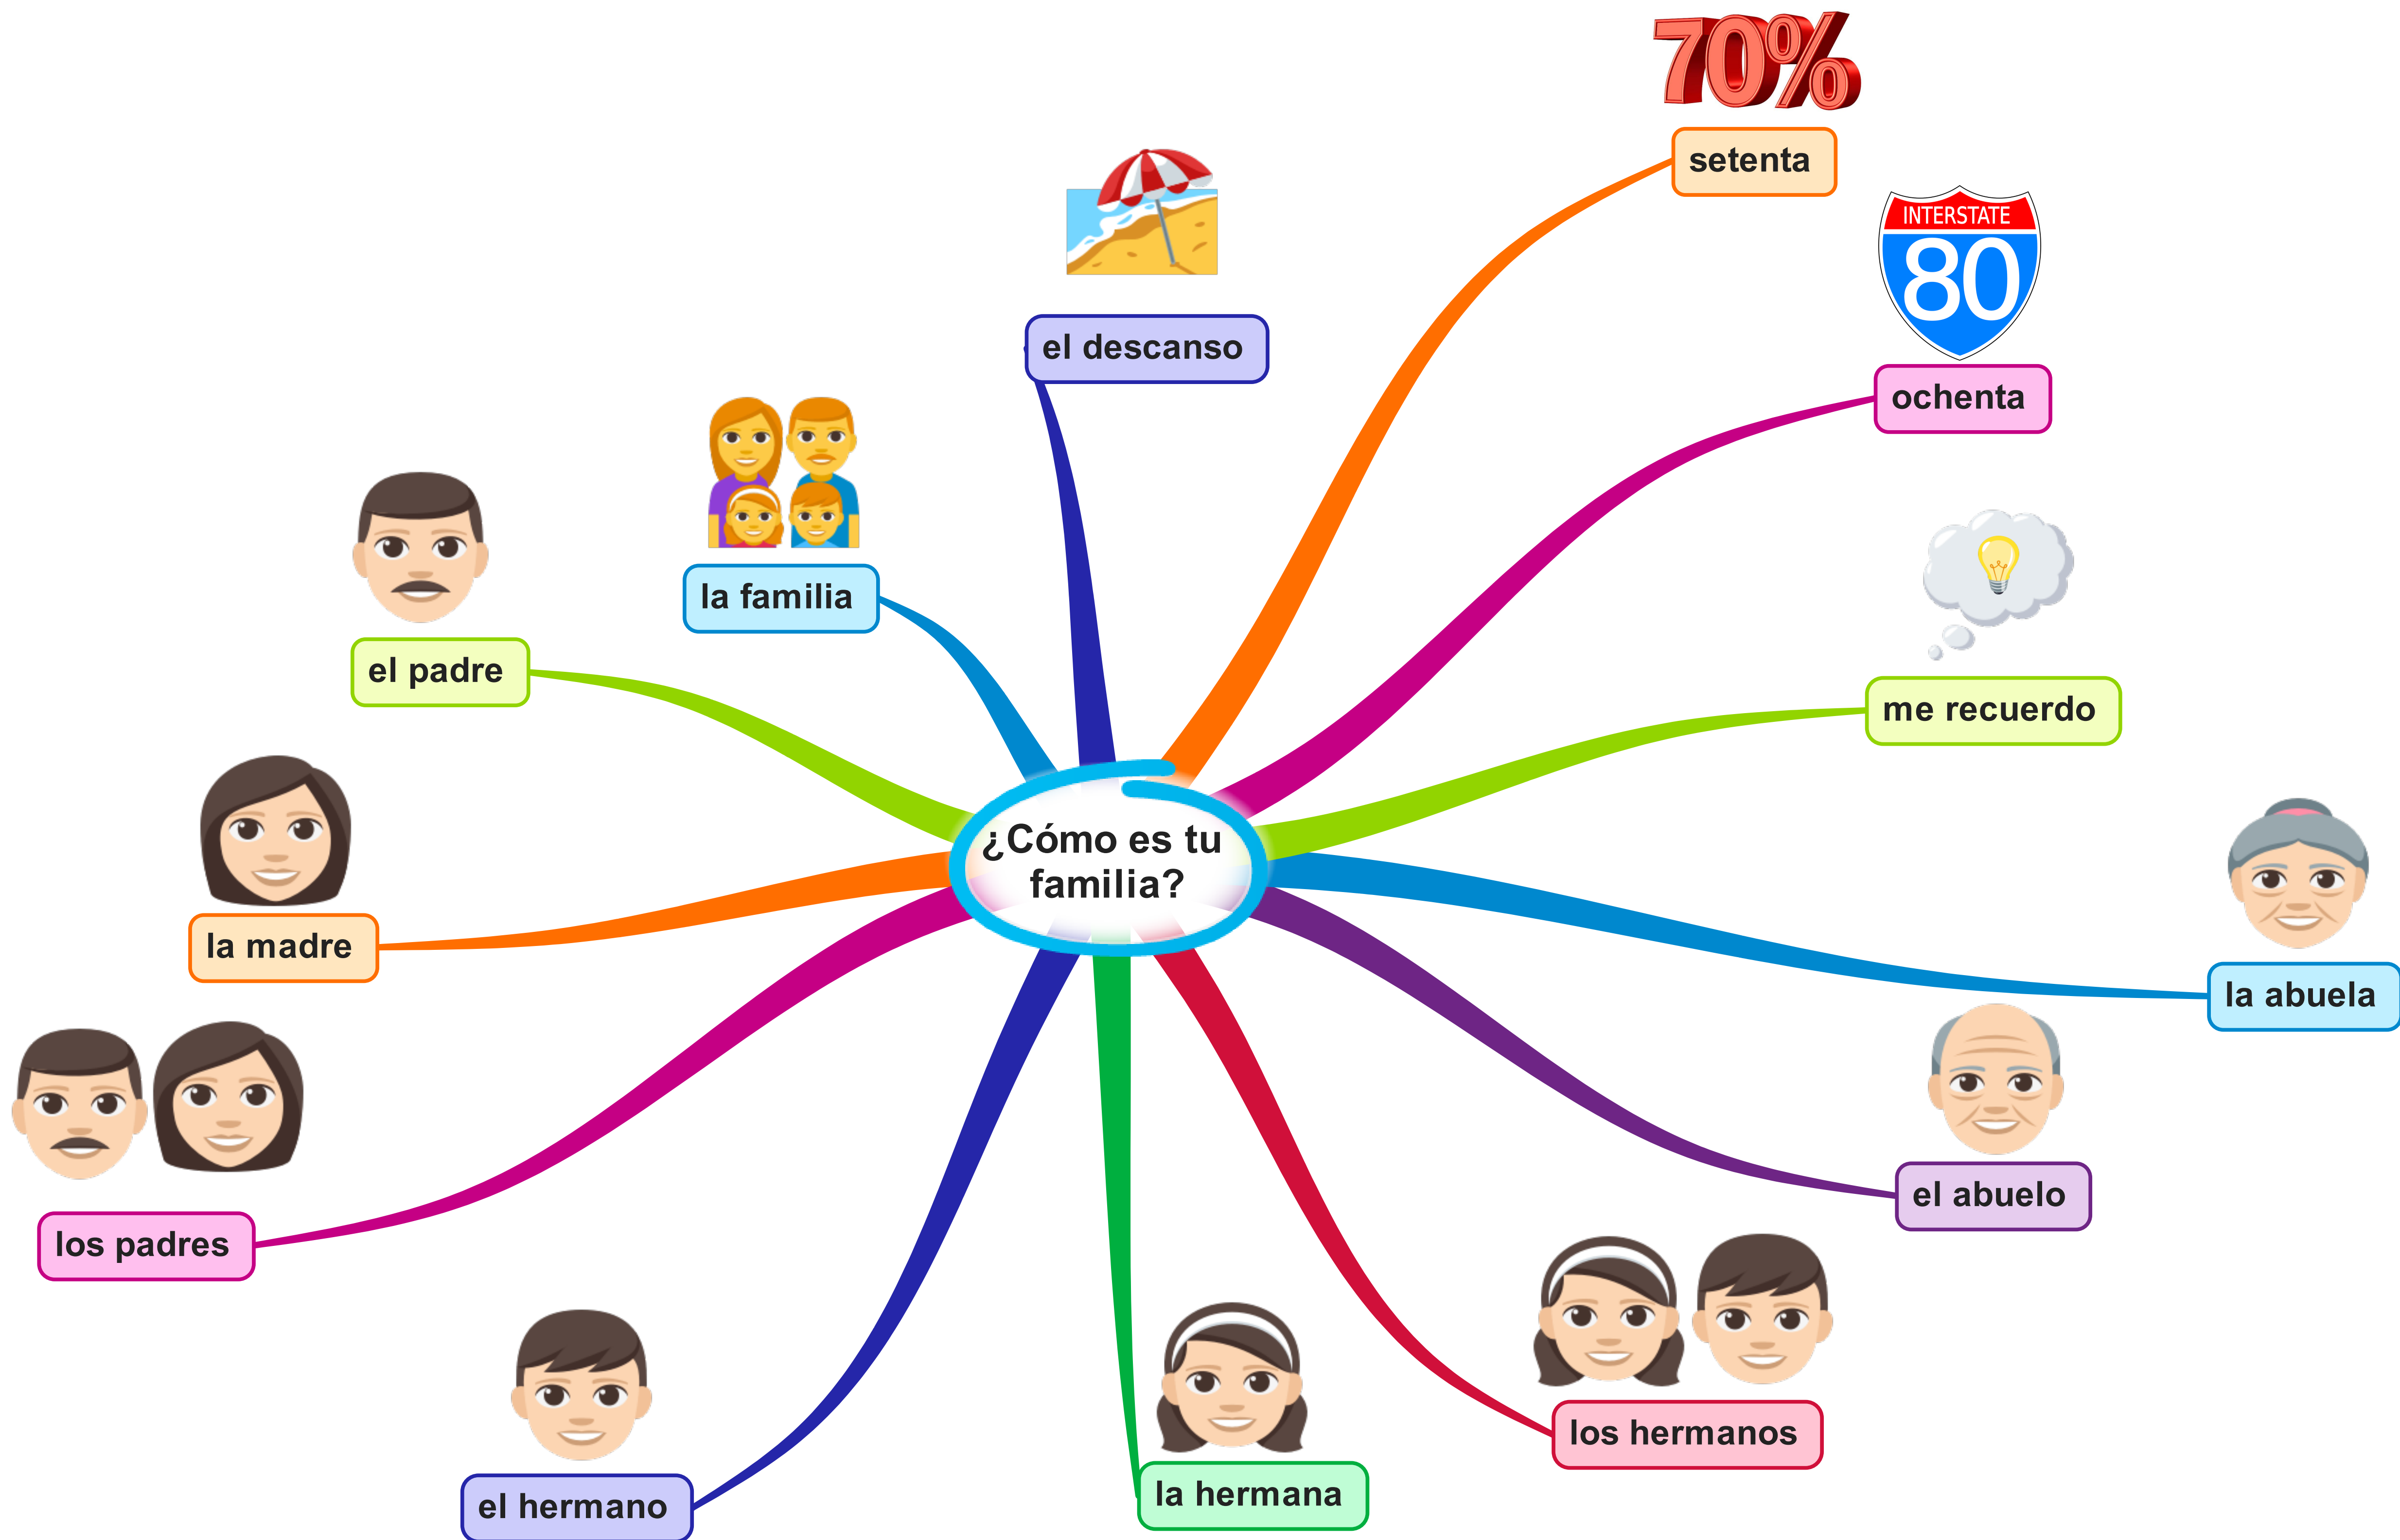 70%
setenta
INTERSTATE
80
ochenta
el descanso
la familia
el padre
me recuerdo
¿Cómo es tu
familia?
la madre
la abuela
el abuelo
los padres
los hermanos
la hermana
el hermano